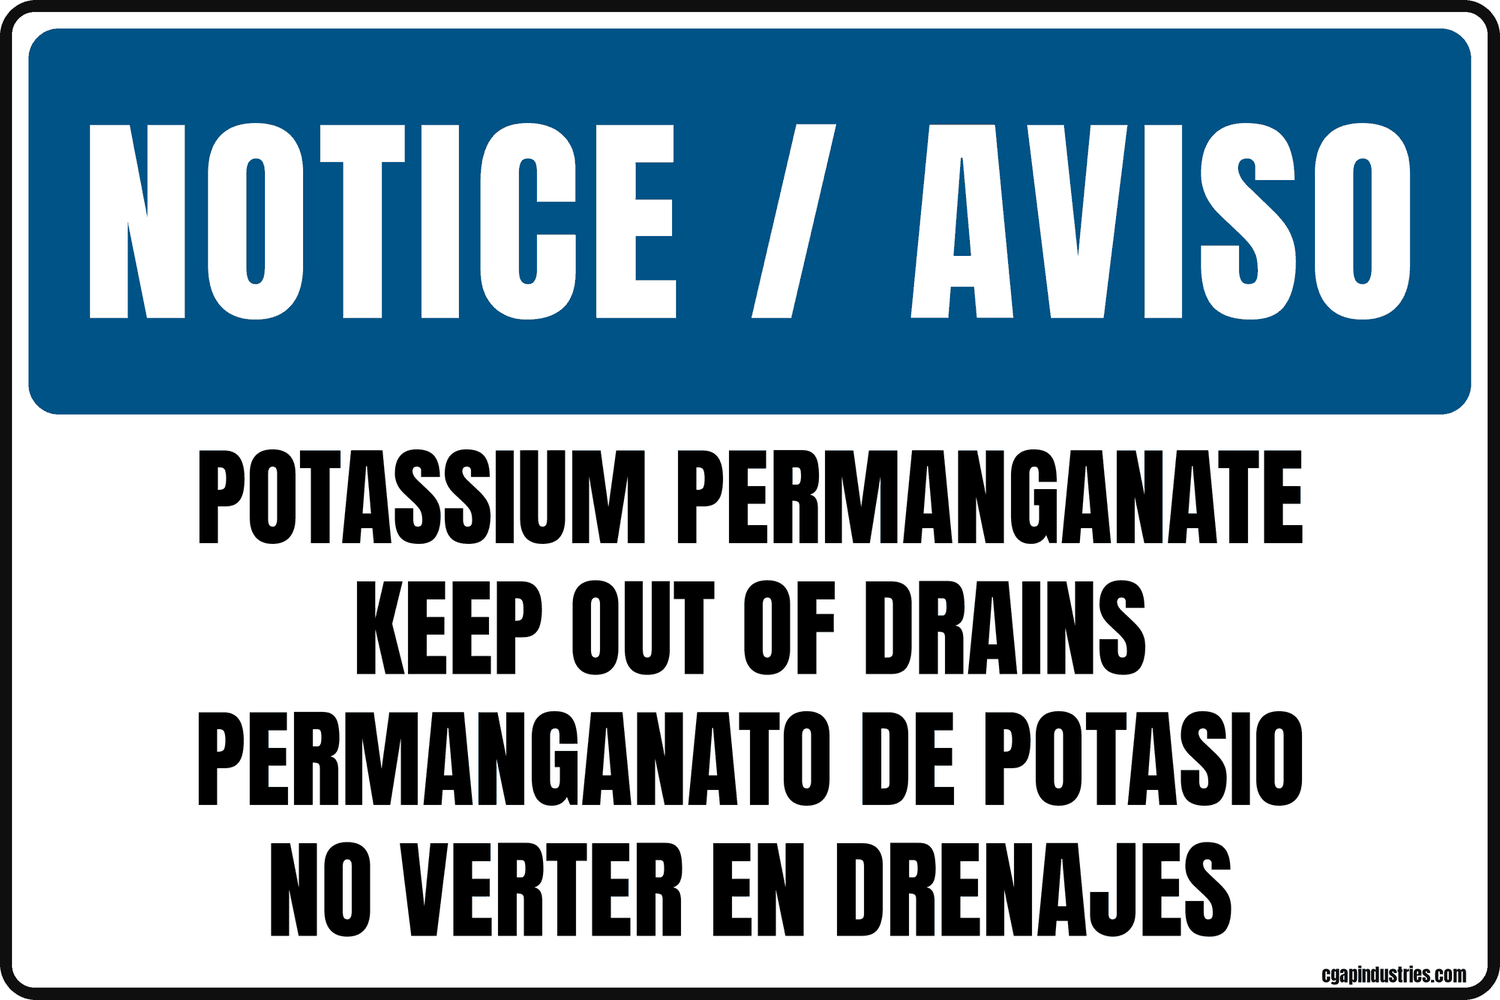 NOTICE / AVISO
POTASSIUM PERMANGANATE
KEEP OUT OF DRAINS
PERMANGANATO DE POTASIO
NO VERTER EN DRENAJES
cgapindustries.com